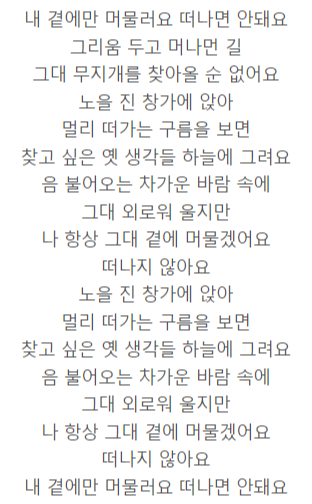 내 곁에만 머물러요 떠나면 안돼요
그리움 두고 머나먼 길
그대 무지개를 찾아올 순 없어요
노을 진 창가에 앉아
멀리 떠가는 구름을 보면
찾고 싶은 옛 생각들 하늘에 그려요
음 불어오는 차가운 바람 속에
그대 외로워 울지만
나 항상 그대 곁에 머물겠어요
떠나지 않아요
노을 진 창가에 앉아
멀리 떠가는 구름을 보면
찾고 싶은 옛 생각들 하늘에 그려요
음 불어오는 차가운 바람 속에
그대 외로워 울지만
나 항상 그대 곁에 머물겠어요
떠나지 않아요
내 곁에만 머물러요 떠나면 안돼요